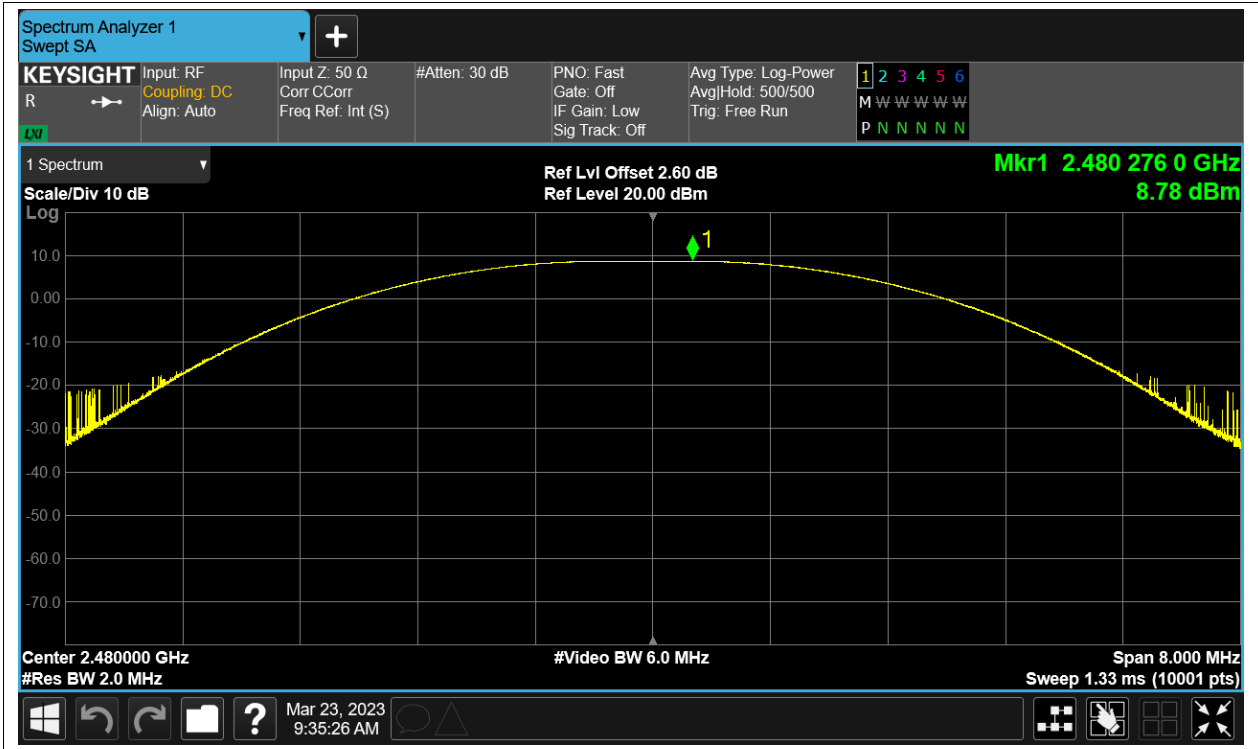 Spectrum Analyzer 1
Swept SA
KEYSIGHT
R
LXI
Input: RF
Coupling: DC
Align: Auto
Input Z: 50 Ω
Corr CCorr
Freq Ref: Int (S)
#Atten: 30 dB
PNO: Fast
Gate: Off
IF Gain: Low
Sig Track: Off
Avg Type: Log-Power
Avg|Hold: 500/500
Trig: Free Run
1 2 3 4 5 6
M W W W W W
P N N N N N
1 Spectrum
Scale/Div 10 dB
Log
Ref Lvl Offset 2.60 dB
Ref Level 20.00 dBm
Mkr1 2.480 276 0 GHz
8.78 dBm
1
10.0
0.00
-10.0
-20.0
-30.0
-40.0
-50.0
-60.0
-70.0
Center 2.480000 GHz
#Res BW 2.0 MHz
#Video BW 6.0 MHz
Span 8.000 MHz
Sweep 1.33 ms (10001 pts)
?
Mar 23, 2023
9:35:26 AM